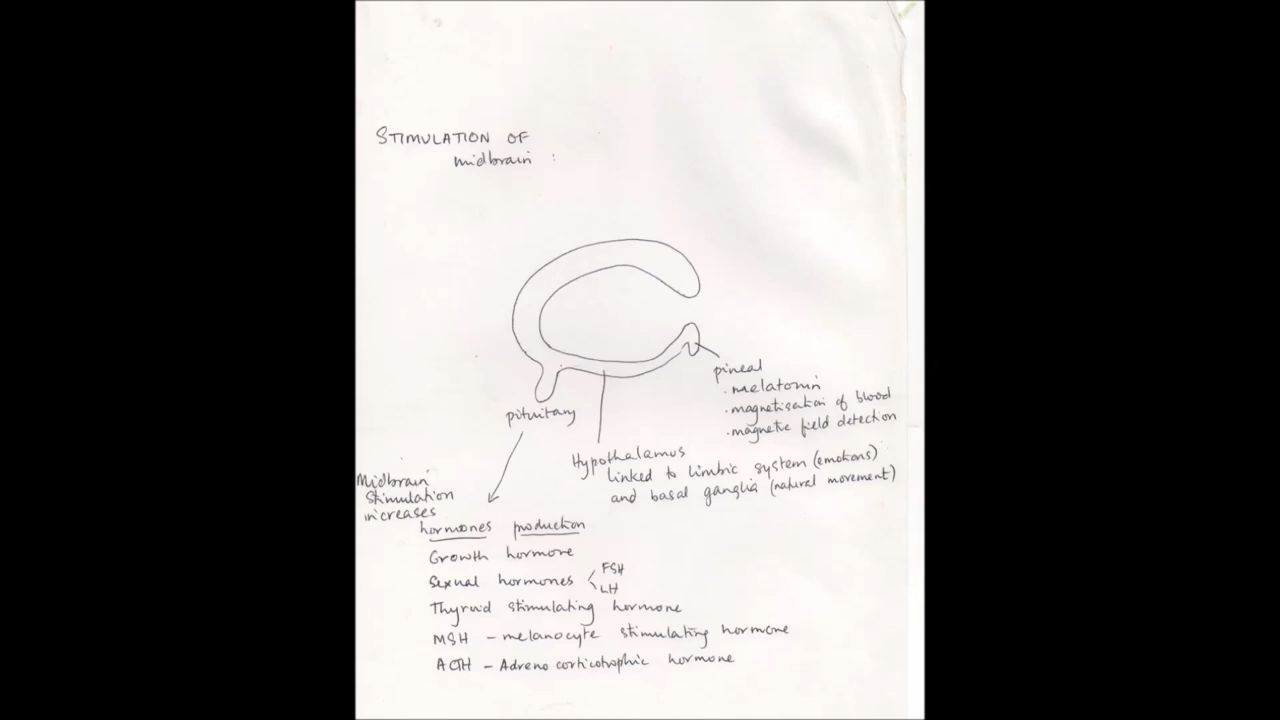 STIMULATION OF
midbrain :
pineal
. melatonin
. magnetisation of blood
. magnetic field detection
pituitary
Hypothalamus
linked to limbic system (emotions)
and basal ganglia (natural movement)
Midbrain
stimulation
increases
hormones production
Growth hormone
Sexual hormones < FSH
LH
Thyroid stimulating hormone
MSH - melanocyte stimulating hormone
ACTH - Adreno corticotrophic hormone